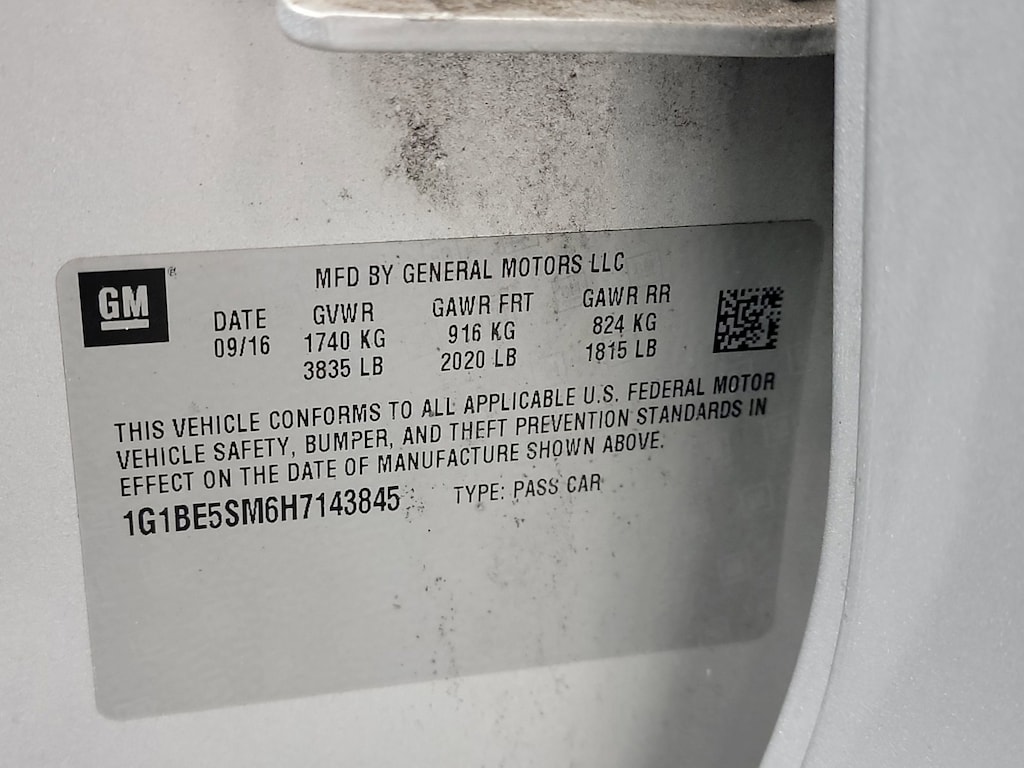 GM ®
MFD BY GENERAL MOTORS LLC
DATE GVWR GAWR FRT GAWR RR
09/16 1740 KG 916 KG 824 KG
3835 LB 2020 LB 1815 LB
THIS VEHICLE CONFORMS TO ALL APPLICABLE U.S. FEDERAL MOTOR
VEHICLE SAFETY, BUMPER, AND THEFT PREVENTION STANDARDS IN
EFFECT ON THE DATE OF MANUFACTURE SHOWN ABOVE.
1G1BE5SM6H7143845 TYPE: PASS CAR